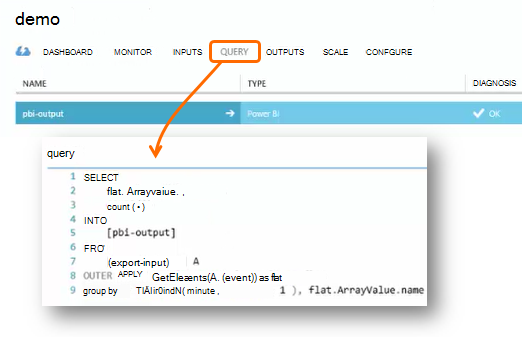 demo
DASHBOARD MONITOR INPUTS QUERY OUTPUTS SCALE CONFGURE
NAME TYPE DIAGNOSIS
pbi-output → Power Bi ✓ OK
query
1 SELECT
2 flat. Arrayvaiue. ,
3 count (•)
4 INTO
5 [pbi-output]
6 FRO'
7 (export-input) A
8 OUTER APPLY GetEleæents(A. (event)) as flat
9 group by TIÄlir0indN( minute , 1 ), flat.ArrayValue.name